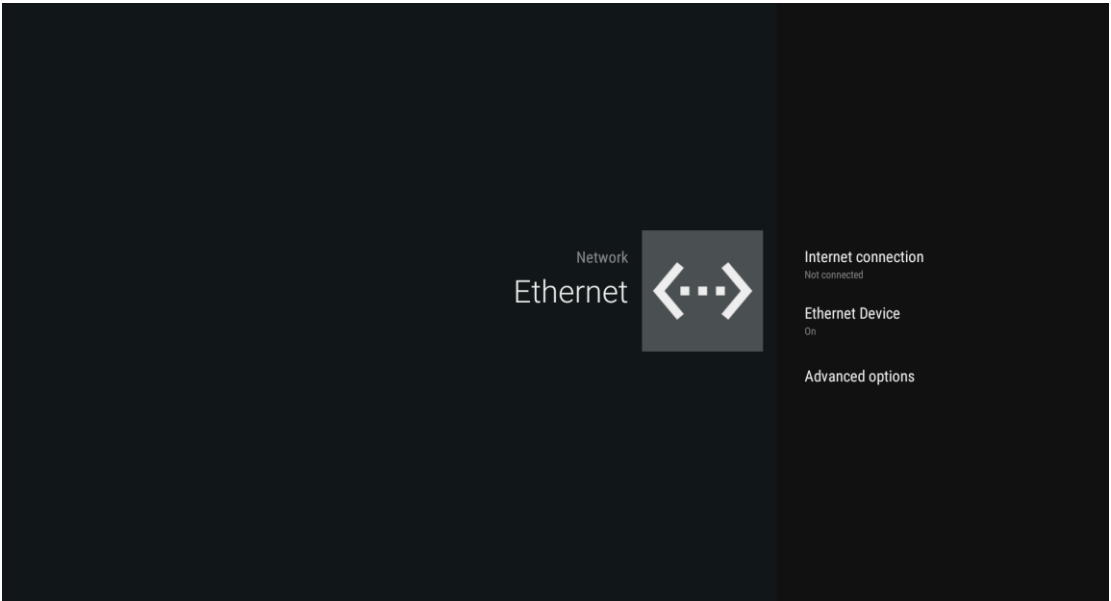 Network
Ethernet
Internet connection
Not connected
Ethernet Device
On
Advanced options